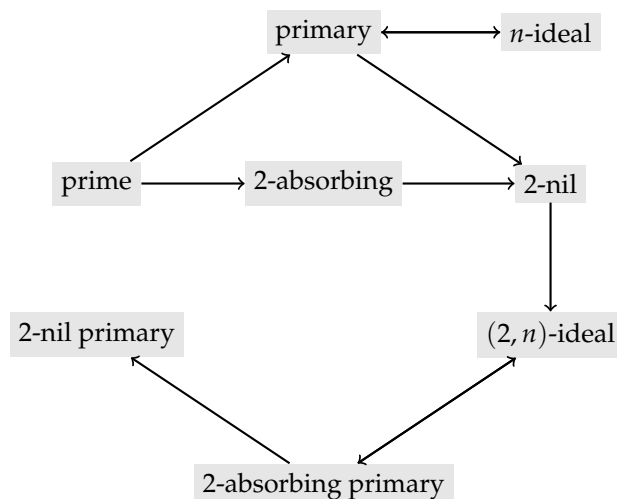 primary
n-ideal
prime
2-absorbing
2-nil
2-nil primary
(2, n)-ideal
2-absorbing primary